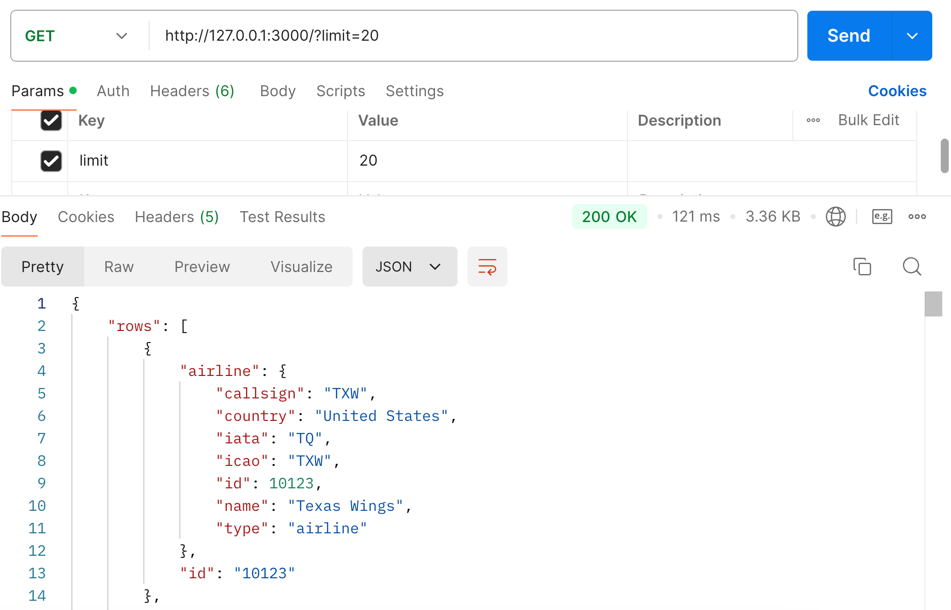 GET http://127.0.0.1:3000/?limit=20 Send
Params Auth Headers (6) Body Scripts Settings Cookies
Key Value Description Bulk Edit
limit 20
Body Cookies Headers (5) Test Results 200 OK 121 ms 3.36 KB e.g.
Pretty Raw Preview Visualize JSON
1 {
2 "rows": [
3 {
4 "airline": {
5 "callsign": "TXW",
6 "country": "United States",
7 "iata": "TQ",
8 "icao": "TXW",
9 "id": 10123,
10 "name": "Texas Wings",
11 "type": "airline"
12 },
13 "id": "10123"
14 },